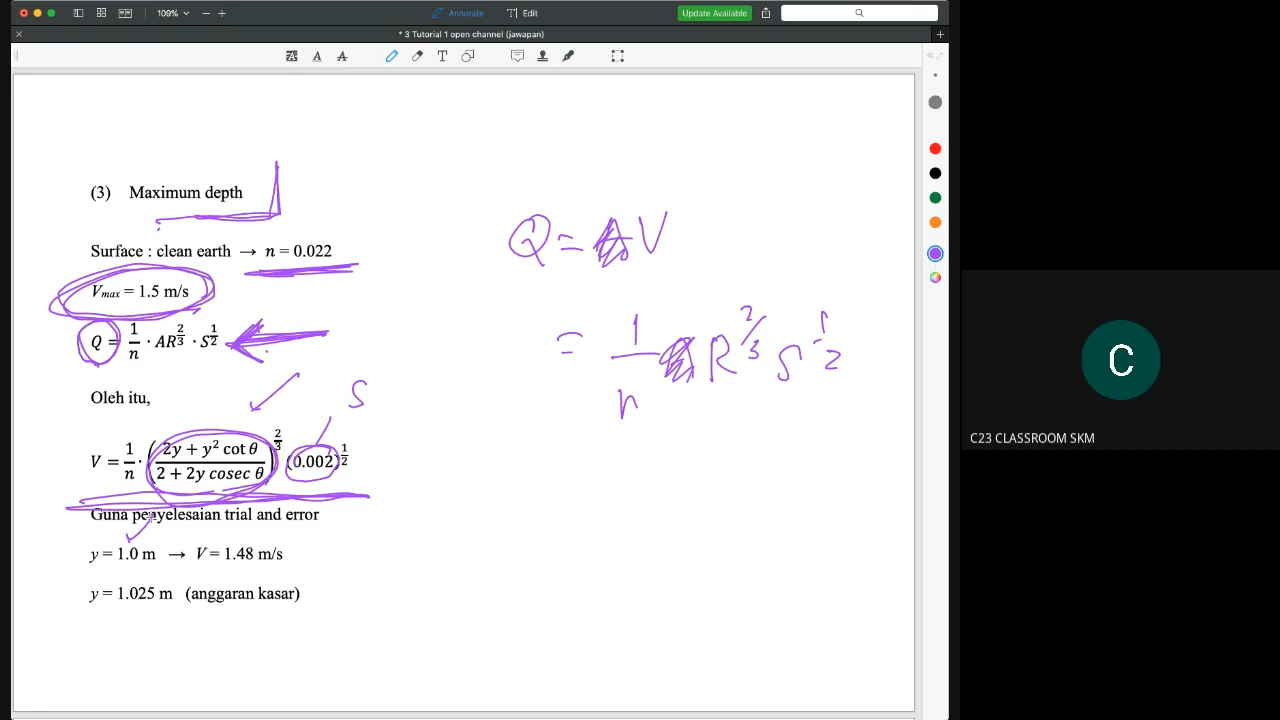 109%
Annotate
Edit
Update Available
* 3 Tutorial 1 open channel (jawapan)
(3) Maximum depth
Surface : clean earth → n = 0.022
Vmax = 1.5 m/s
Q = 1/n · AR^2/3 · S^1/2
Oleh itu,
S
V = 1/n · (2y + y² cot θ / 2 + 2y cosec θ)^2/3 (0.002)^1/2
Guna penyelesaian trial and error
y = 1.0 m → V = 1.48 m/s
y = 1.025 m (anggaran kasar)
Q = A V
= 1/n A R^2/3 S^1/2
C
C23 CLASSROOM SKM